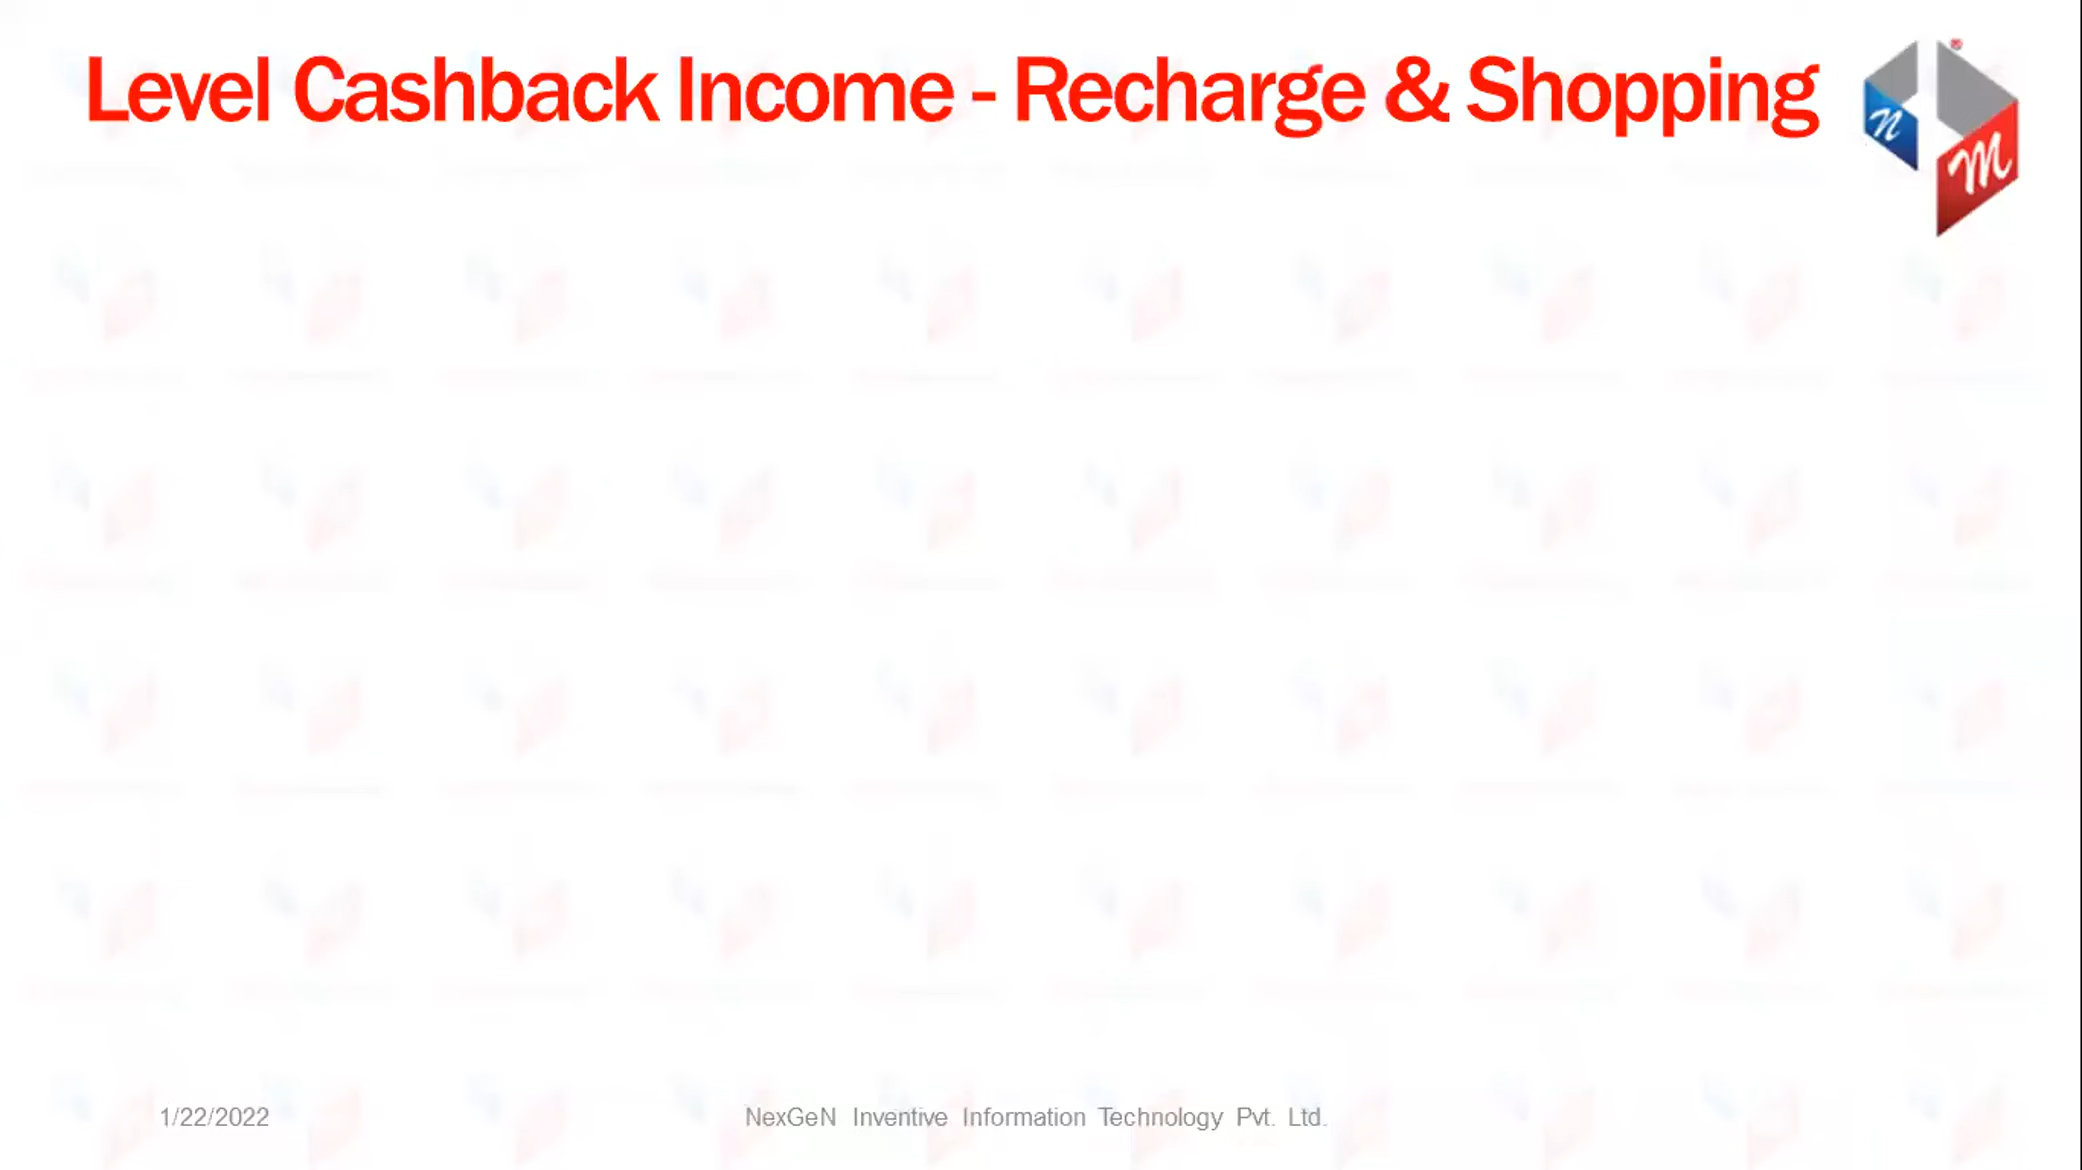 Level Cashback Income - Recharge & Shopping
n
M
®
1/22/2022
NexGeN Inventive Information Technology Pvt. Ltd.